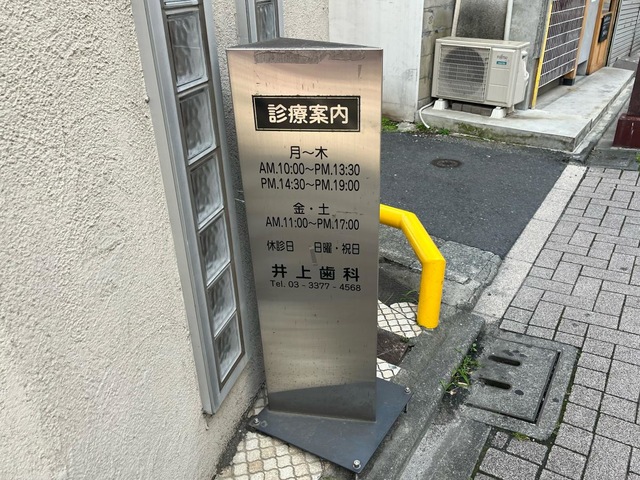 診療案内
月〜木
AM.10:00〜PM.13:30
PM.14:30〜PM.19:00
金・土
AM.11:00〜PM.17:00
休診日 日曜・祝日
井上歯科
Tel. 03 - 3377 - 4568
FUJITSU